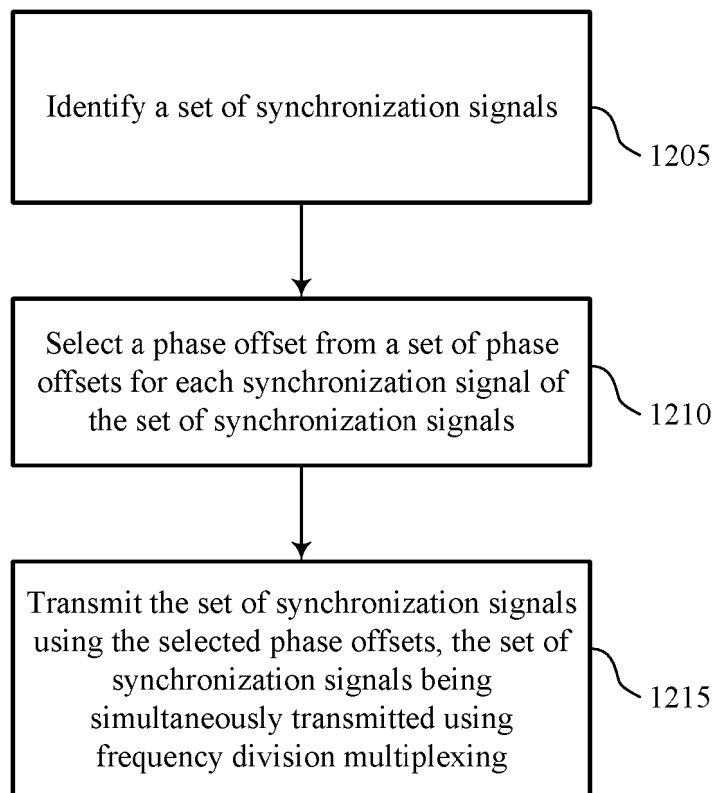 Identify a set of synchronization signals
1205
Select a phase offset from a set of phase
offsets for each synchronization signal of
the set of synchronization signals
1210
Transmit the set of synchronization signals
using the selected phase offsets, the set of
synchronization signals being
simultaneously transmitted using
frequency division multiplexing
1215